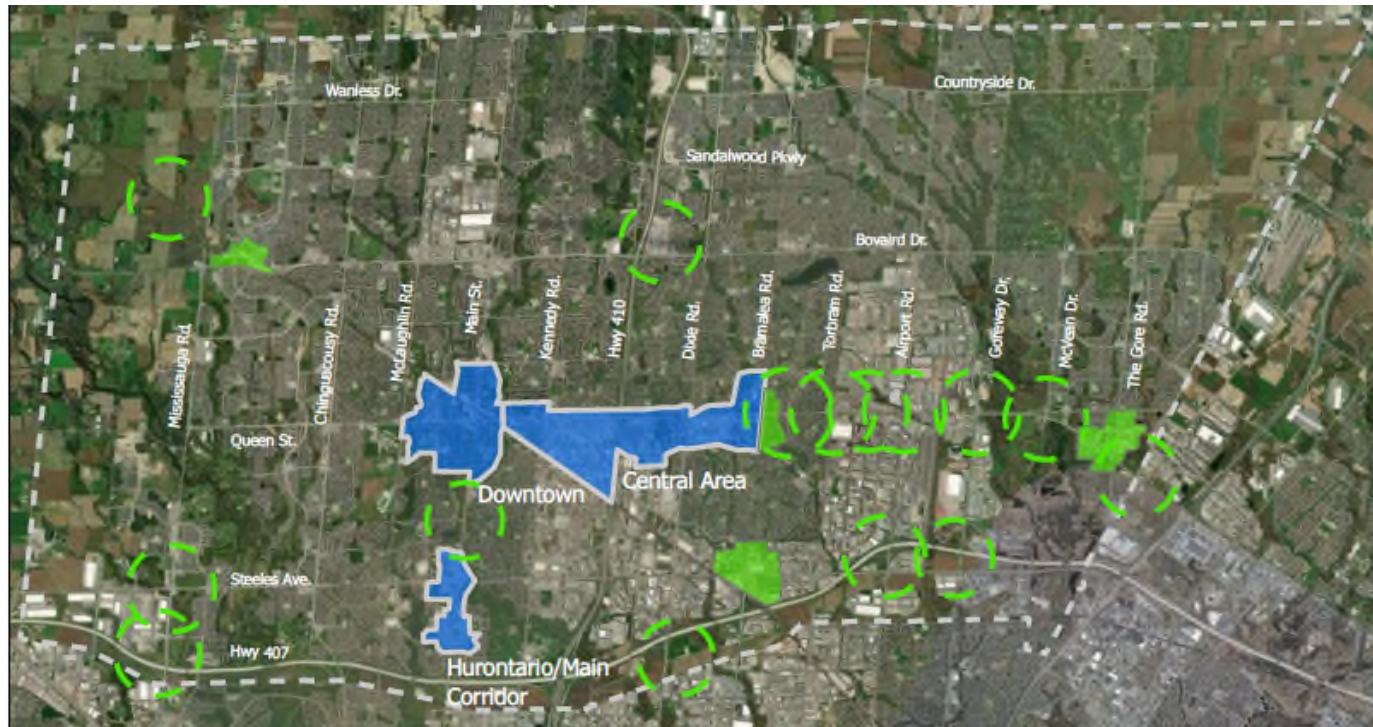 Wanless Dr.
Countryside Dr.
Sandalwood Pkwy
Bovaird Dr.
Mississauga Rd.
Chinguacousy Rd.
McLaughlin Rd.
Main St.
Kennedy Rd.
Hwy 410
Dixie Rd.
Bramalea Rd.
Torbram Rd.
Airport Rd.
Goreway Dr.
McVean Dr.
The Gore Rd.
Queen St.
Downtown
Central Area
Steeles Ave.
Hwy 407
Hurontario/Main
Corridor